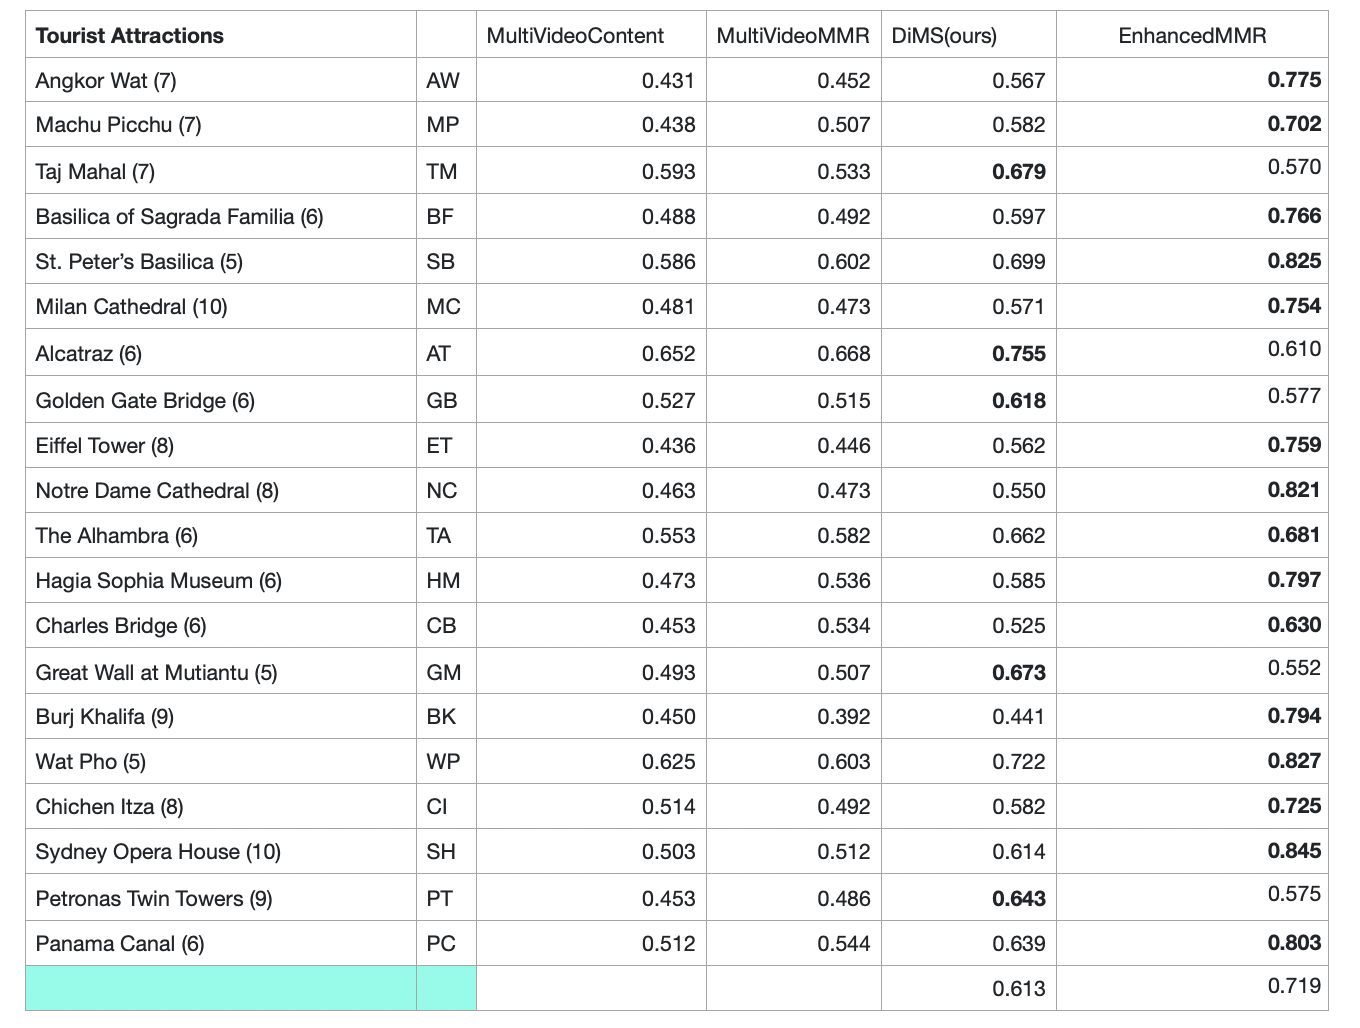 Tourist Attractions MultiVideoContent MultiVideoMMR DiMS(ours) EnhancedMMR
Angkor Wat (7) AW 0.431 0.452 0.567 0.775
Machu Picchu (7) MP 0.438 0.507 0.582 0.702
Taj Mahal (7) TM 0.593 0.533 0.679 0.570
Basilica of Sagrada Familia (6) BF 0.488 0.492 0.597 0.766
St. Peter’s Basilica (5) SB 0.586 0.602 0.699 0.825
Milan Cathedral (10) MC 0.481 0.473 0.571 0.754
Alcatraz (6) AT 0.652 0.668 0.755 0.610
Golden Gate Bridge (6) GB 0.527 0.515 0.618 0.577
Eiffel Tower (8) ET 0.436 0.446 0.562 0.759
Notre Dame Cathedral (8) NC 0.463 0.473 0.550 0.821
The Alhambra (6) TA 0.553 0.582 0.662 0.681
Hagia Sophia Museum (6) HM 0.473 0.536 0.585 0.797
Charles Bridge (6) CB 0.453 0.534 0.525 0.630
Great Wall at Mutiantu (5) GM 0.493 0.507 0.673 0.552
Burj Khalifa (9) BK 0.450 0.392 0.441 0.794
Wat Pho (5) WP 0.625 0.603 0.722 0.827
Chichen Itza (8) CI 0.514 0.492 0.582 0.725
Sydney Opera House (10) SH 0.503 0.512 0.614 0.845
Petronas Twin Towers (9) PT 0.453 0.486 0.643 0.575
Panama Canal (6) PC 0.512 0.544 0.639 0.803
0.613 0.719